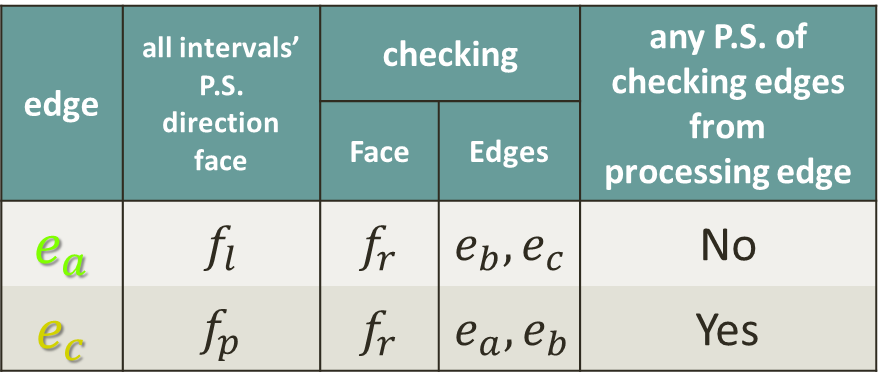 edge
all intervals’
P.S.
direction
face
checking
Face
Edges
any P.S. of
checking edges
from
processing edge
e_a
f_l
f_r
e_b, e_c
No
e_c
f_p
f_r
e_a, e_b
Yes